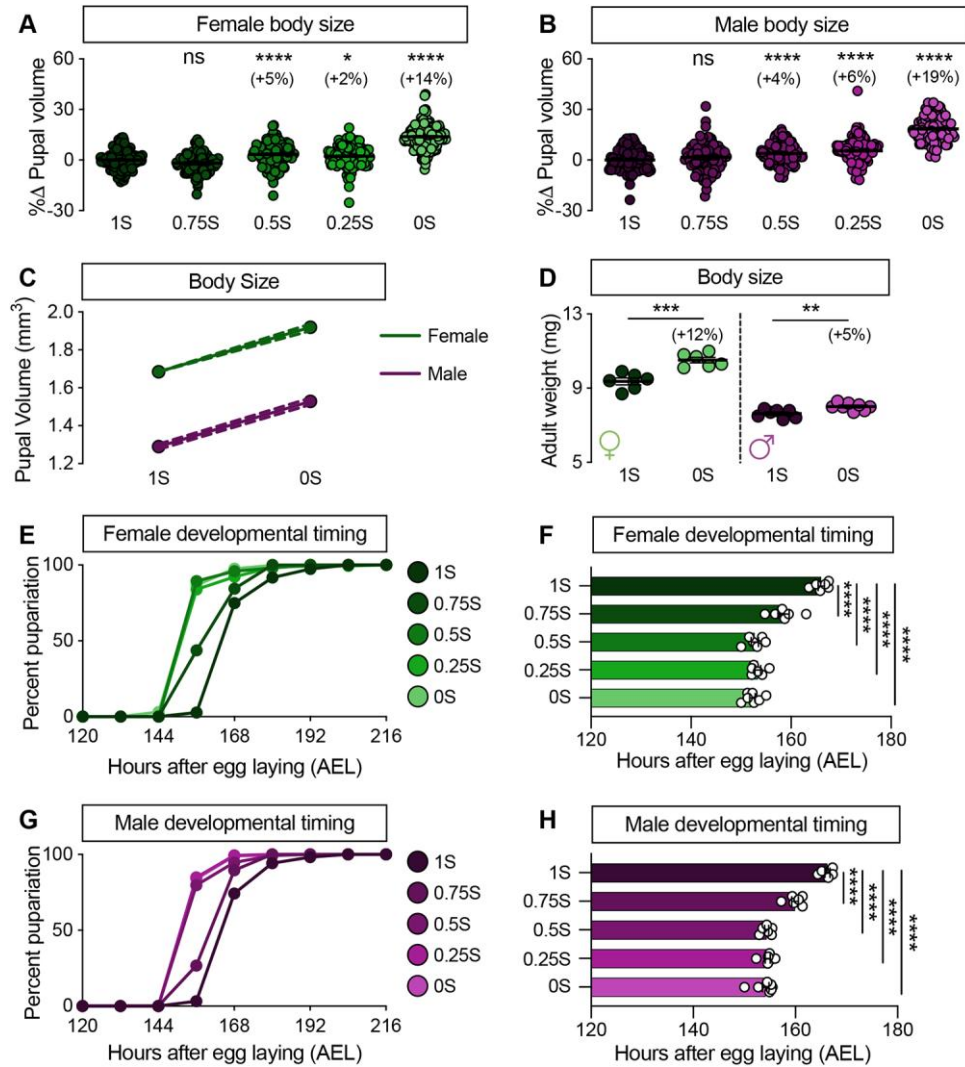 A
Female body size
%Δ Pupal volume
60
30
0
-30
ns
****
(+5%)
*
(+2%)
****
(+14%)
1S 0.75S 0.5S 0.25S 0S
B
Male body size
%Δ Pupal volume
60
30
0
-30
ns
****
(+4%)
****
(+6%)
****
(+19%)
1S 0.75S 0.5S 0.25S 0S
C
Body Size
Pupal Volume (mm³)
2.0
1.8
1.6
1.4
1.2
1S 0S
Female
Male
D
Body size
Adult weight (mg)
13
9
5
***
(+12%)
**
(+5%)
♀
♂
1S 0S 1S 0S
E
Female developmental timing
Percent pupariation
100
50
0
120 144 168 192 216
Hours after egg laying (AEL)
1S
0.75S
0.5S
0.25S
0S
F
Female developmental timing
1S
0.75S
0.5S
0.25S
0S
****
****
****
****
120 140 160 180
Hours after egg laying (AEL)
G
Male developmental timing
Percent pupariation
100
50
0
120 144 168 192 216
Hours after egg laying (AEL)
1S
0.75S
0.5S
0.25S
0S
H
Male developmental timing
1S
0.75S
0.5S
0.25S
0S
****
****
****
****
120 140 160 180
Hours after egg laying (AEL)